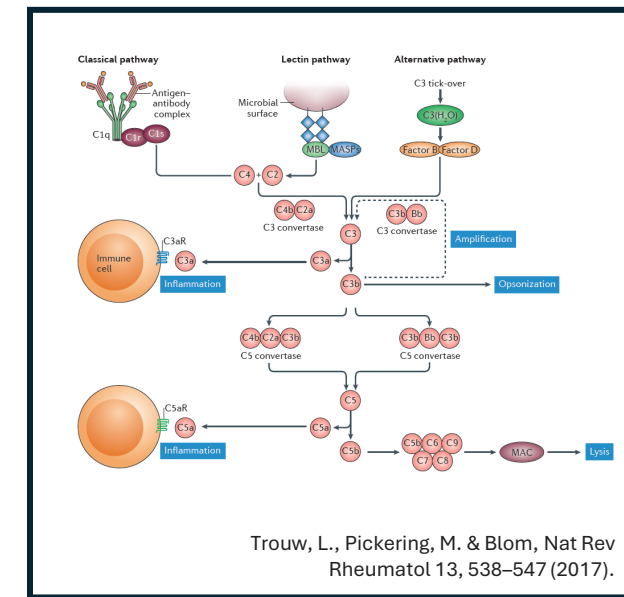 Classical pathway
Lectin pathway
Alternative pathway
Antigen–
antibody
complex
C1q
C1r
C1s
Microbial
surface
MBL
MASPs
C3 tick-over
C3(H₂O)
Factor B
Factor D
C4 + C2
C4b
C2a
C3 convertase
C3b
Bb
C3 convertase
C3
Amplification
Immune
cell
C3aR
C3a
Inflammation
C3a
C3b
Opsonization
C4b
C2a
C3b
C5 convertase
C3b
Bb
C3b
C5 convertase
C5
C5aR
C5a
Inflammation
C5a
C5b
C5b
C6
C9
C7
C8
MAC
Lysis
Trouw, L., Pickering, M. & Blom, Nat Rev
Rheumatol 13, 538–547 (2017).